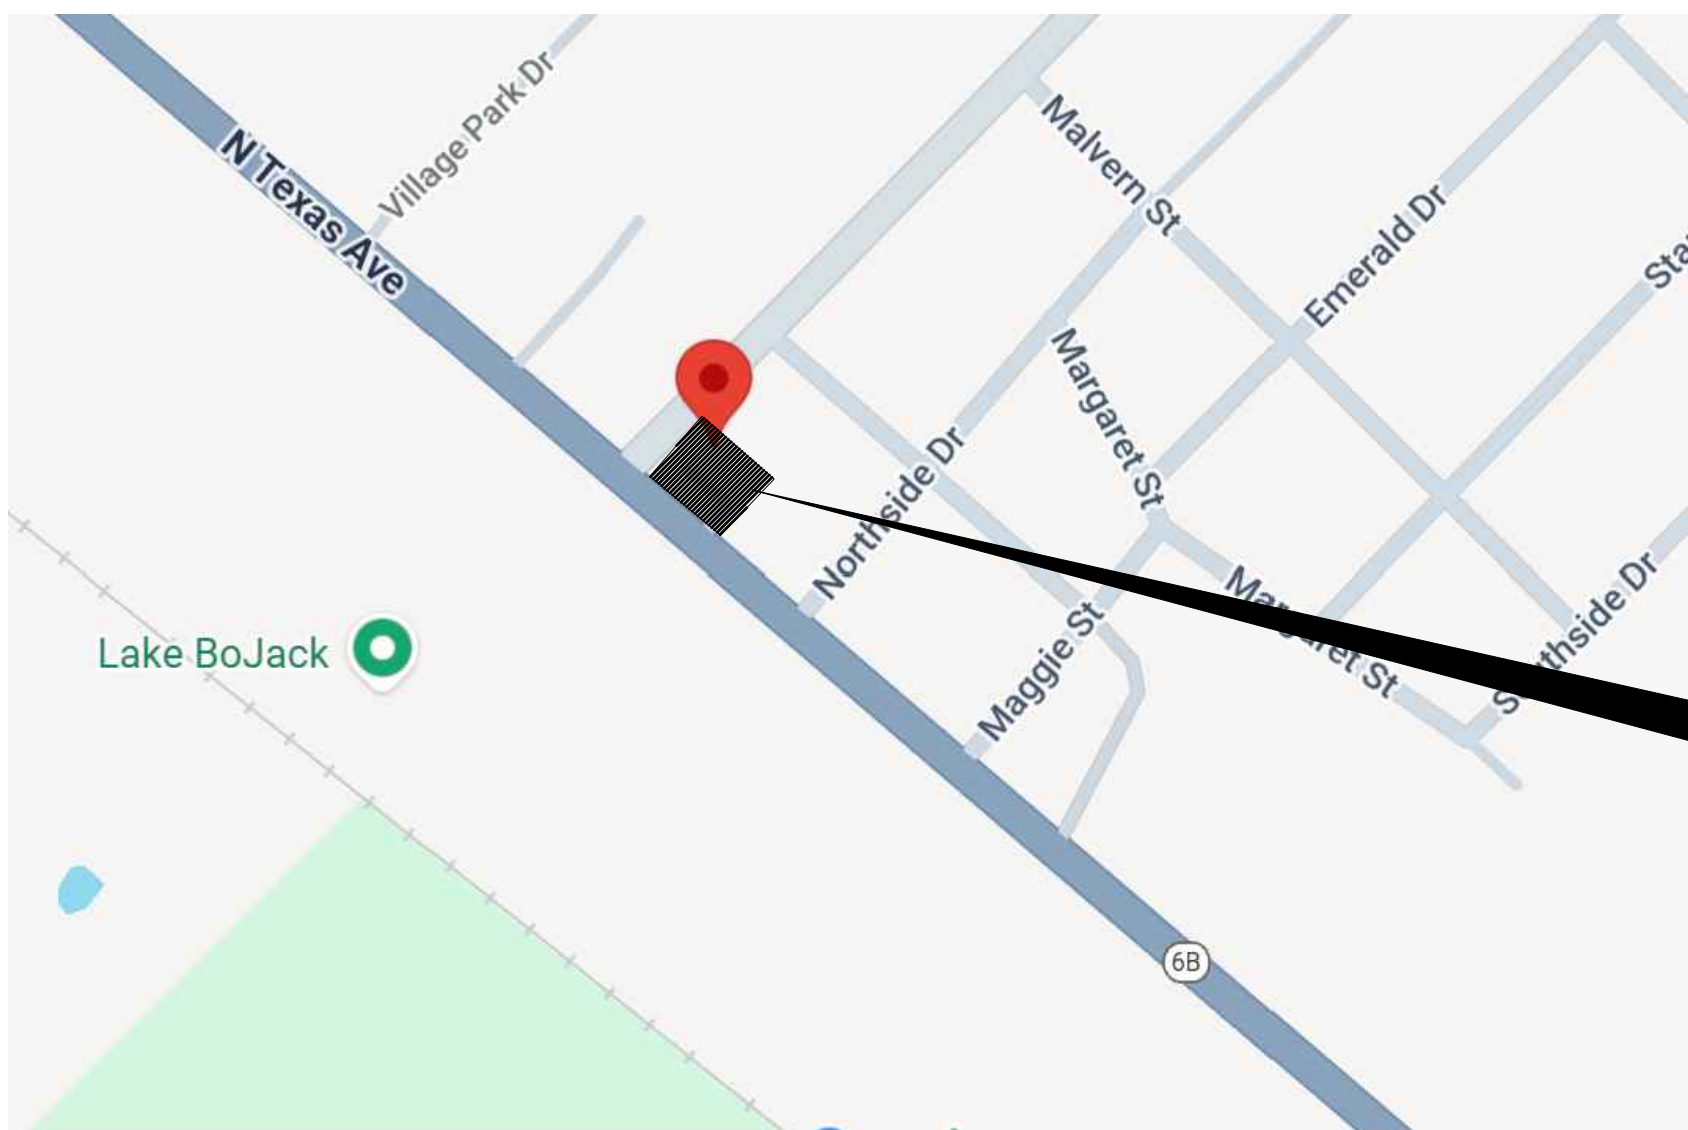 Village Park Dr
N Texas Ave
Malvern St
Emerald Dr
Margaret St
Northside Dr
Maggie St
Lake BoJack
6B